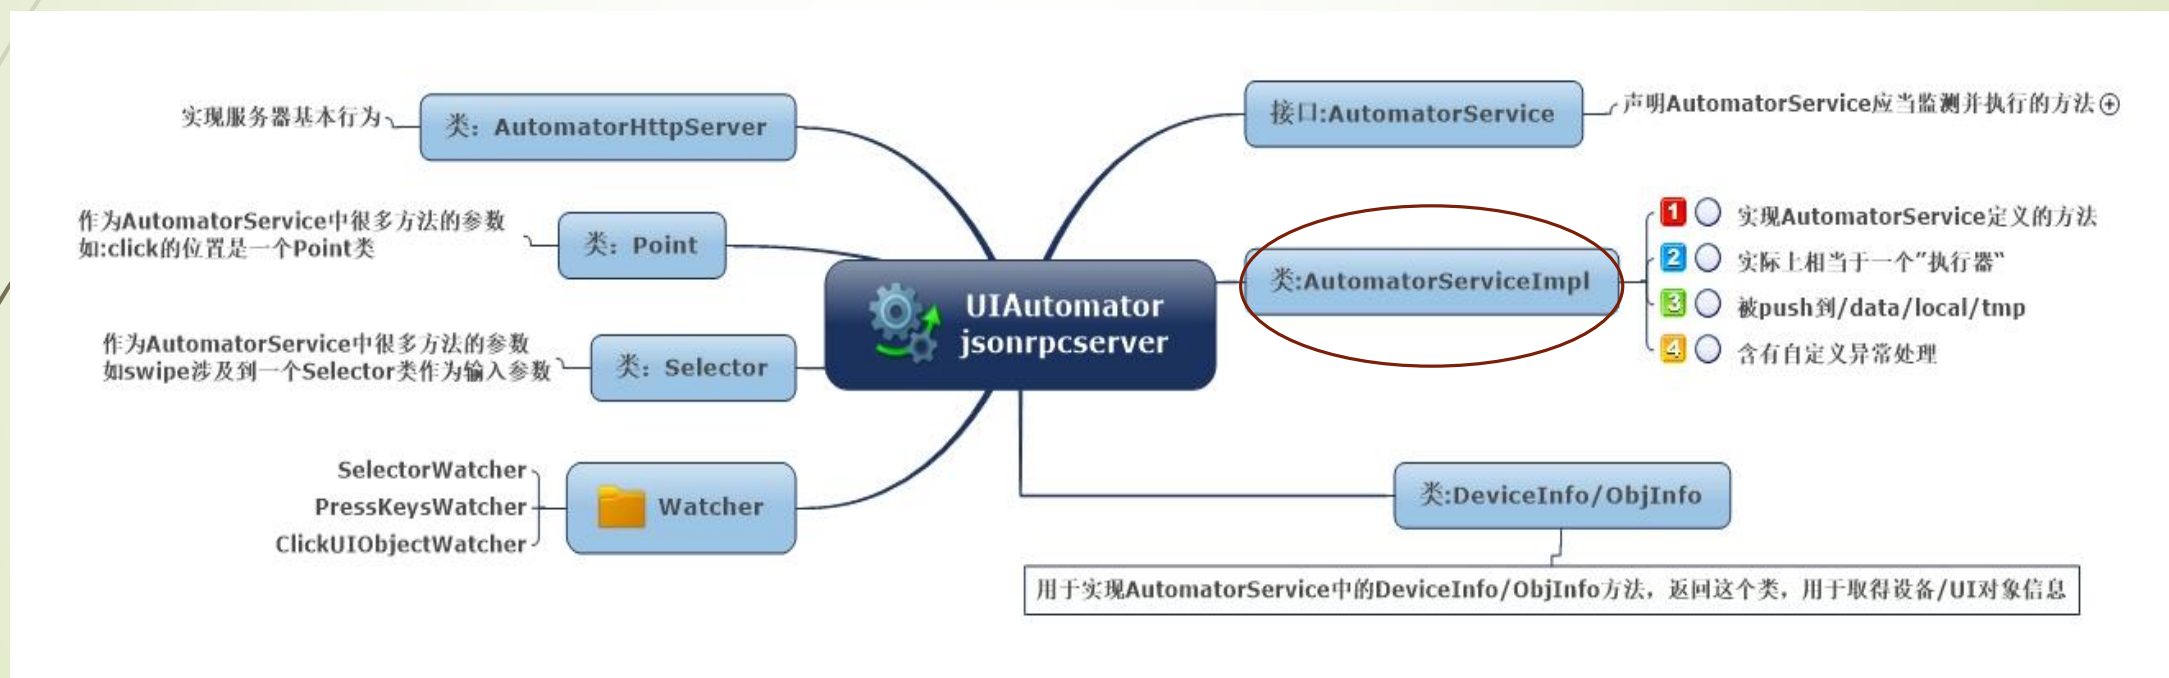 实现服务器基本行为
类：AutomatorHttpServer
作为AutomatorService中很多方法的参数
如:click的位置是一个Point类
类：Point
作为AutomatorService中很多方法的参数
如swipe涉及到一个Selector类作为输入参数
类：Selector
SelectorWatcher
PressKeysWatcher
ClickUIObjectWatcher
Watcher
UIAutomator
jsonrpcserver
接口:AutomatorService
声明AutomatorService应当监测并执行的方法
类:AutomatorServiceImpl
1 实现AutomatorService定义的方法
2 实际上相当于一个"执行器"
3 被push到/data/local/tmp
4 含有自定义异常处理
类:DeviceInfo/ObjInfo
用于实现AutomatorService中的DeviceInfo/ObjInfo方法，返回这个类，用于取得设备/UI对象信息